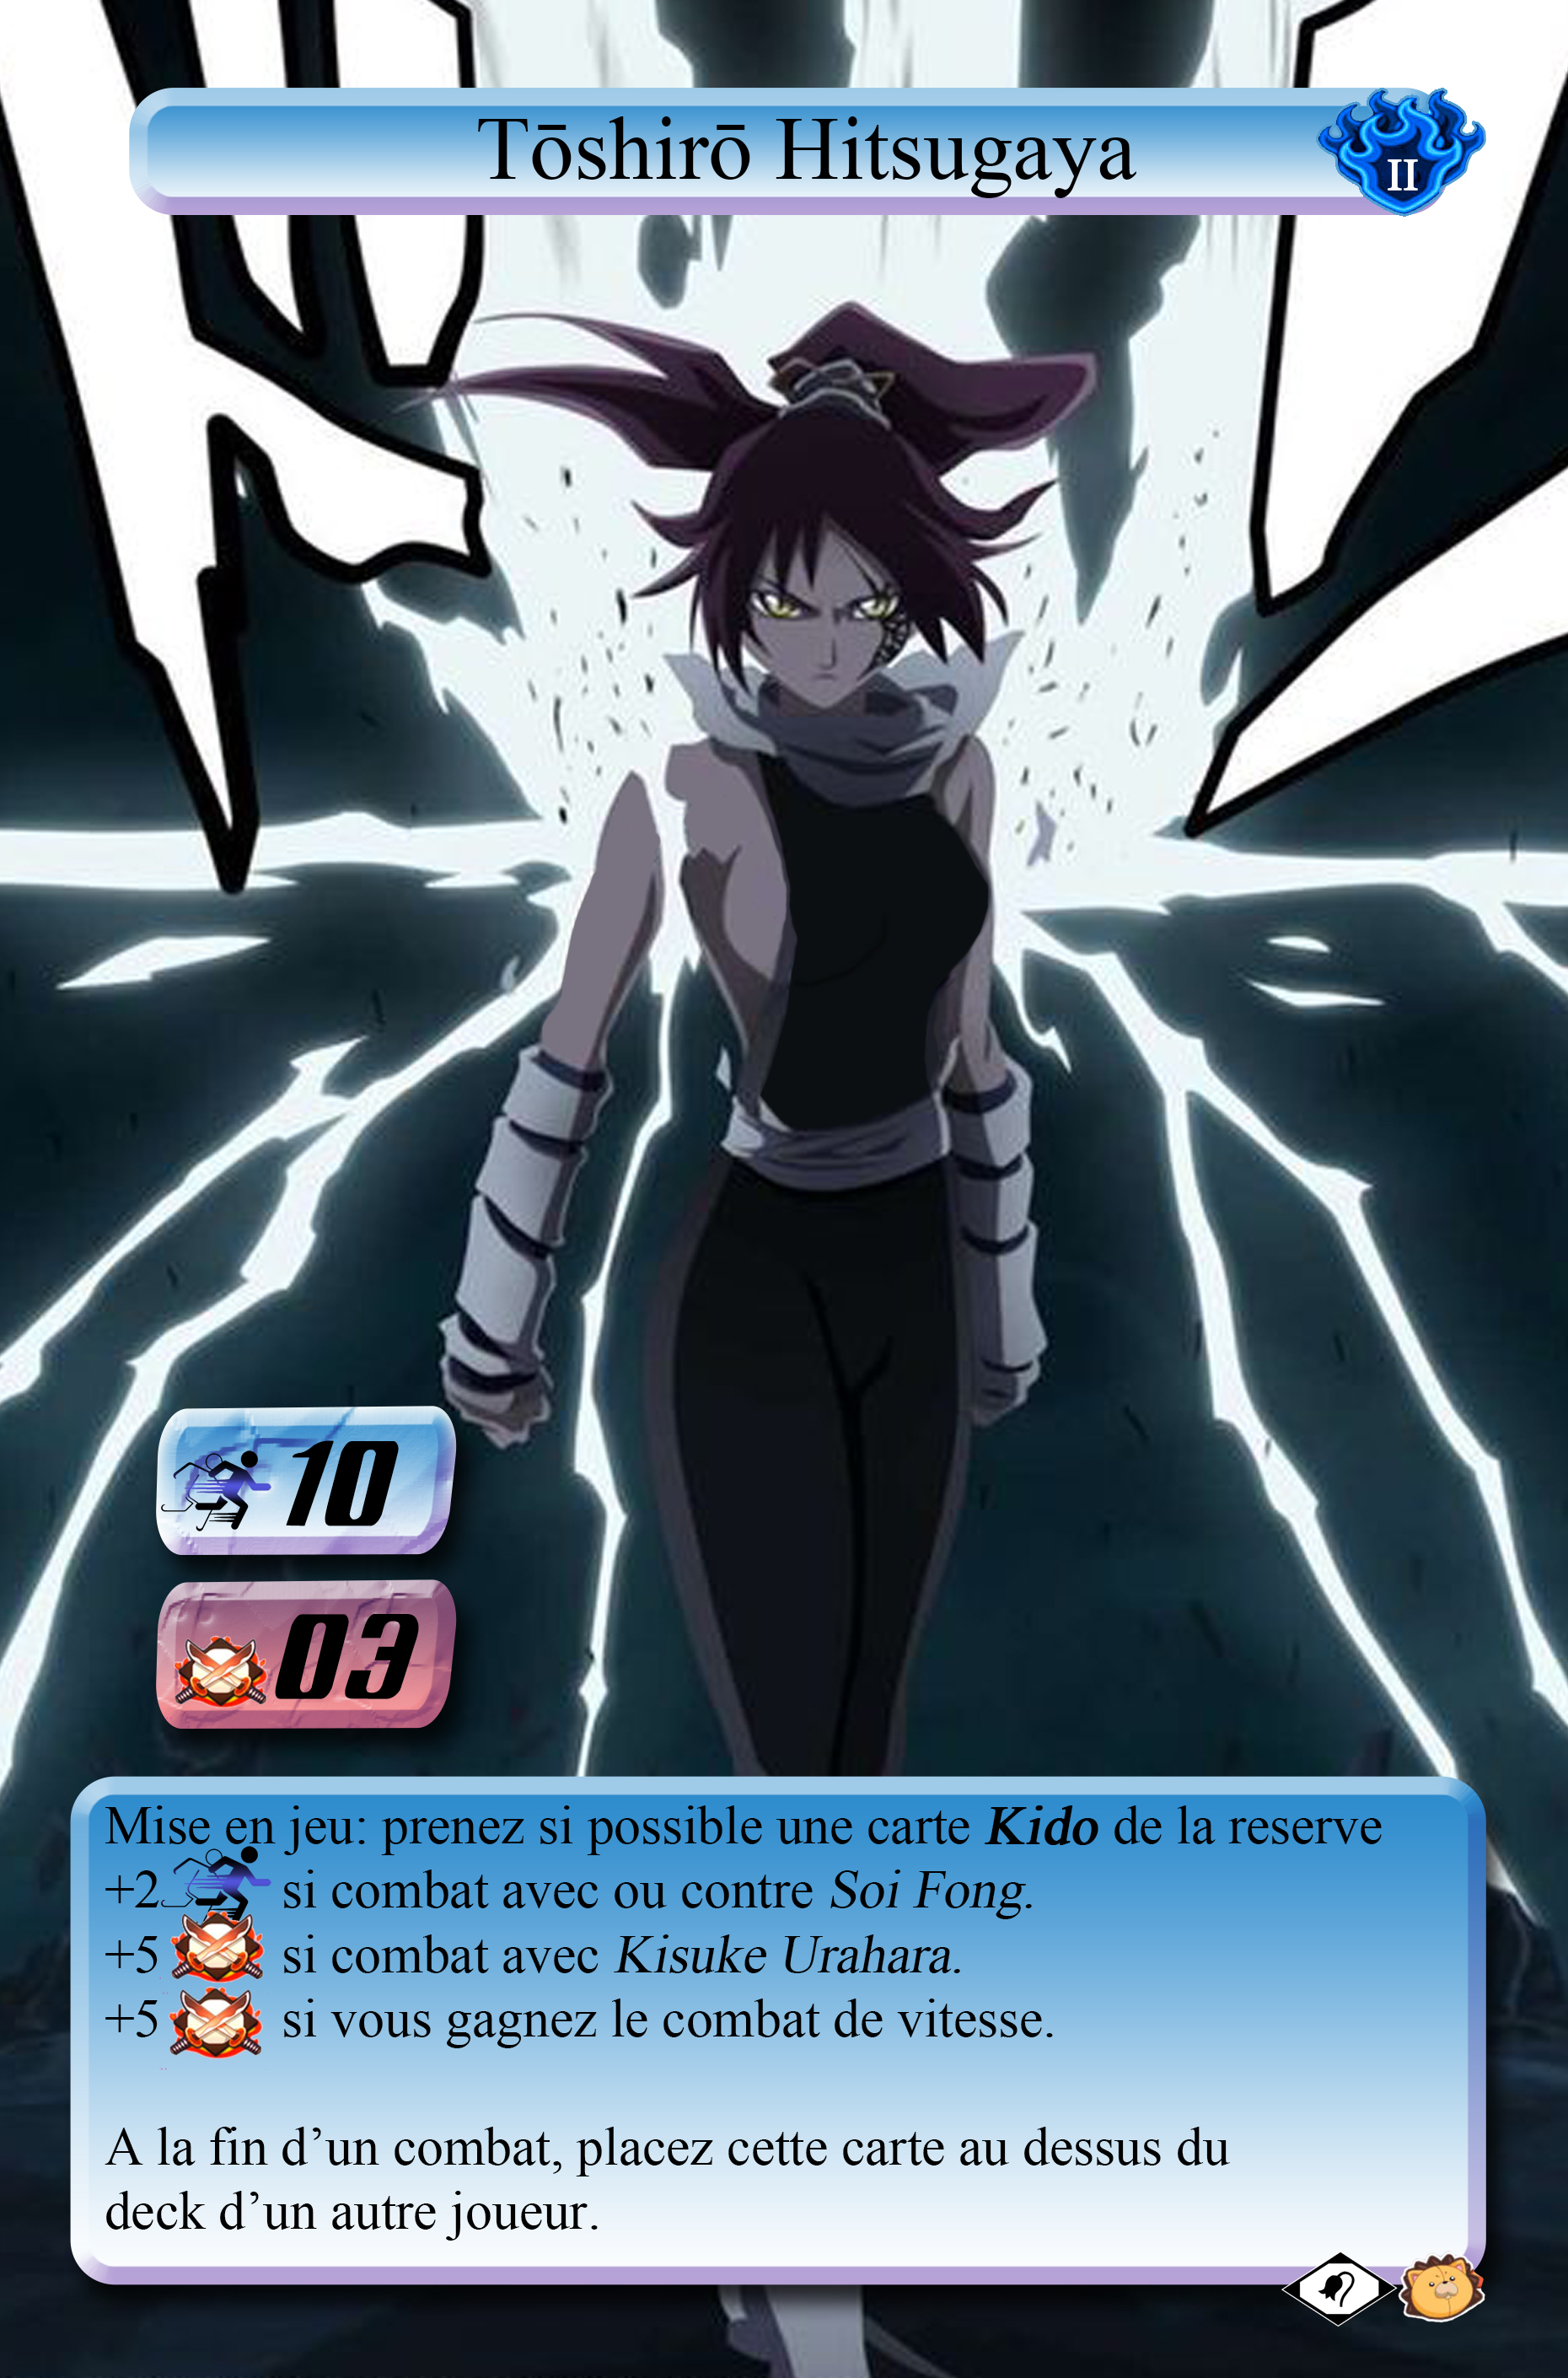 Tōshirō Hitsugaya
II
10
03
Mise en jeu: prenez si possible une carte Kido de la reserve
+2 si combat avec ou contre Soi Fong.
+5 si combat avec Kisuke Urahara.
+5 si vous gagnez le combat de vitesse.
A la fin d’un combat, placez cette carte au dessus du
deck d’un autre joueur.